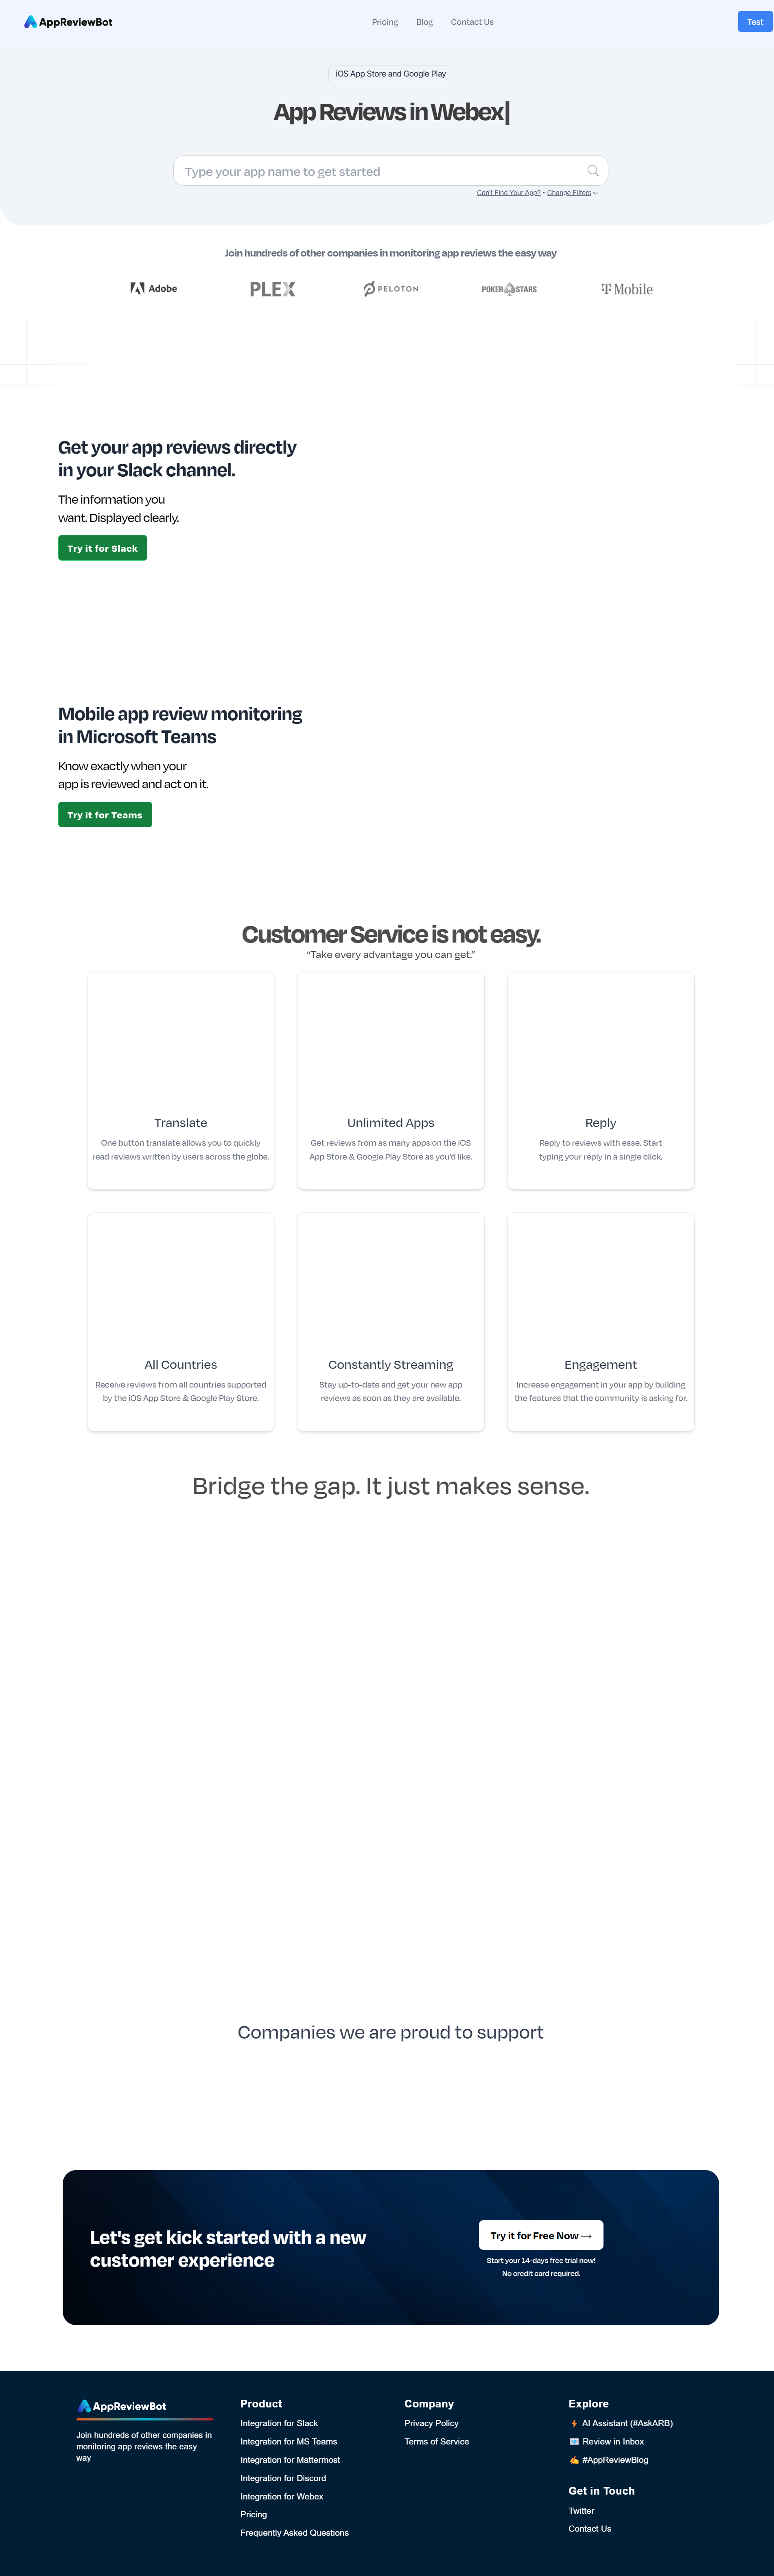 AppReviewBot
Pricing
Blog
Contact Us
Test
iOS App Store and Google Play
App Reviews in Webex|
Type your app name to get started
Can't Find Your App? • Change Filters
Join hundreds of other companies in monitoring app reviews the easy way
Adobe
PLEX
PELOTON
POKERSTARS
T Mobile
Get your app reviews directly
in your Slack channel.
The information you
want. Displayed clearly.
Try it for Slack
Mobile app review monitoring
in Microsoft Teams
Know exactly when your
app is reviewed and act on it.
Try it for Teams
Customer Service is not easy.
“Take every advantage you can get.”
Translate
One button translate allows you to quickly
read reviews written by users across the globe.
Unlimited Apps
Get reviews from as many apps on the iOS
App Store & Google Play Store as you'd like.
Reply
Reply to reviews with ease. Start
typing your reply in a single click.
All Countries
Receive reviews from all countries supported
by the iOS App Store & Google Play Store.
Constantly Streaming
Stay up-to-date and get your new app
reviews as soon as they are available.
Engagement
Increase engagement in your app by building
the features that the community is asking for.
Bridge the gap. It just makes sense.
Companies we are proud to support
Let's get kick started with a new
customer experience
Try it for Free Now →
Start your 14-days free trial now!
No credit card required.
AppReviewBot
Join hundreds of other companies in
monitoring app reviews the easy
way
Product
Integration for Slack
Integration for MS Teams
Integration for Mattermost
Integration for Discord
Integration for Webex
Pricing
Frequently Asked Questions
Company
Privacy Policy
Terms of Service
Explore
⚡ AI Assistant (#AskARB)
📧 Review in Inbox
✍️ #AppReviewBlog
Get in Touch
Twitter
Contact Us